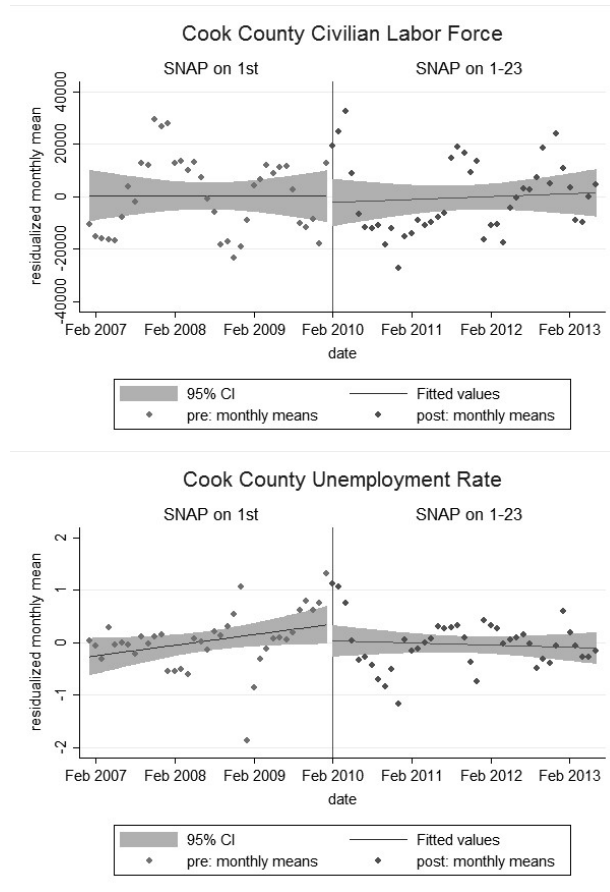 Cook County Civilian Labor Force
SNAP on 1st SNAP on 1-23
residualized monthly mean
40000
20000
0
-20000
-40000
Feb 2007 Feb 2008 Feb 2009 Feb 2010 Feb 2011 Feb 2012 Feb 2013
date
95% CI Fitted values
pre: monthly means post: monthly means
Cook County Unemployment Rate
SNAP on 1st SNAP on 1-23
residualized monthly mean
2
1
0
-1
-2
Feb 2007 Feb 2008 Feb 2009 Feb 2010 Feb 2011 Feb 2012 Feb 2013
date
95% CI Fitted values
pre: monthly means post: monthly means